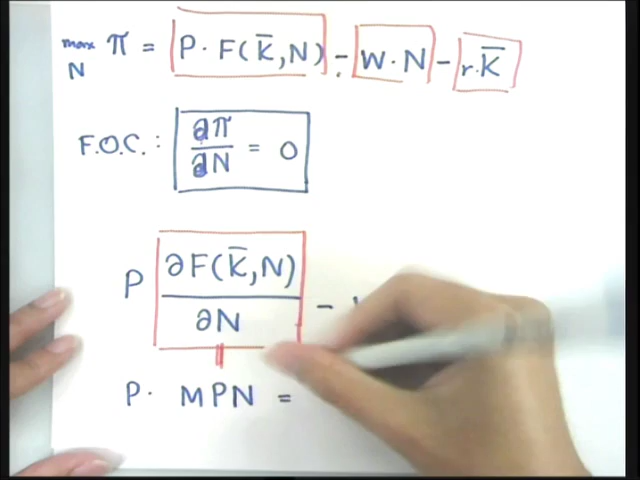 max π = P · F(K̄, N) - W · N - r · K̄
N
F.O.C. : ∂π/∂N = 0
P ∂F(K̄, N)/∂N -
P · MPN =